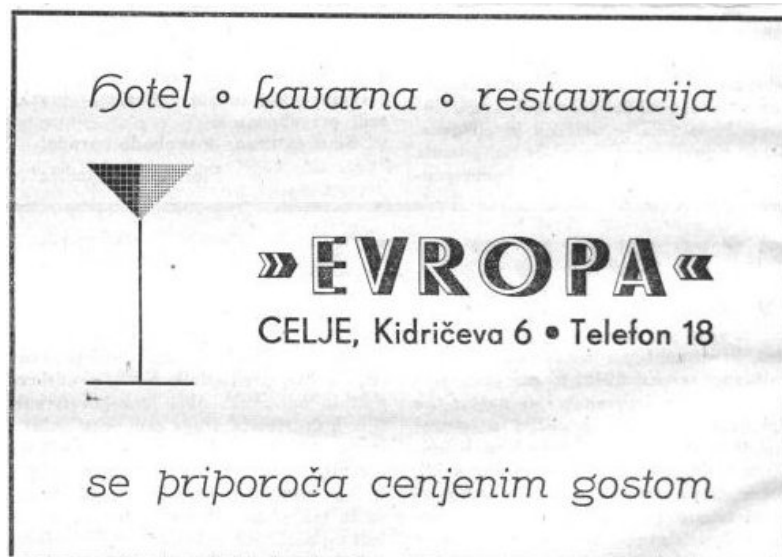 hotel • kavarna • restavracija
»EVROPA«
CELJE, Kidričeva 6 • Telefon 18
se priporoča cenjenim gostom